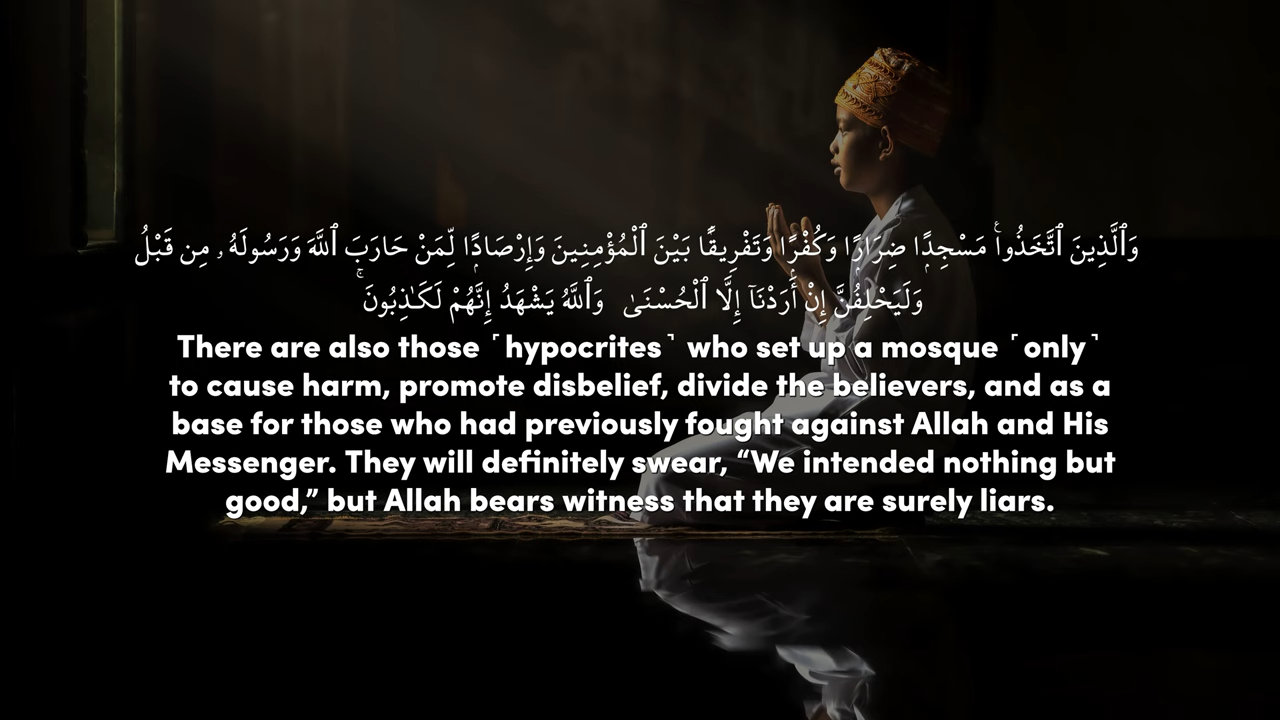 وَٱلَّذِينَ ٱتَّخَذُوا۟ مَسْجِدًۭا ضِرَارًۭا وَكُفْرًۭا وَتَفْرِيقًۢا بَيْنَ ٱلْمُؤْمِنِينَ وَإِرْصَادًۭا لِّمَنْ حَارَبَ ٱللَّهَ وَرَسُولَهُۥ مِن قَبْلُ
وَلَيَحْلِفُنَّ إِنْ أَرَدْنَآ إِلَّا ٱلْحُسْنَىٰ ۖ وَٱللَّهُ يَشْهَدُ إِنَّهُمْ لَكَـٰذِبُونَ
There are also those ˹hypocrites˺ who set up a mosque ˹only˺
to cause harm, promote disbelief, divide the believers, and as a
base for those who had previously fought against Allah and His
Messenger. They will definitely swear, “We intended nothing but
good,” but Allah bears witness that they are surely liars.